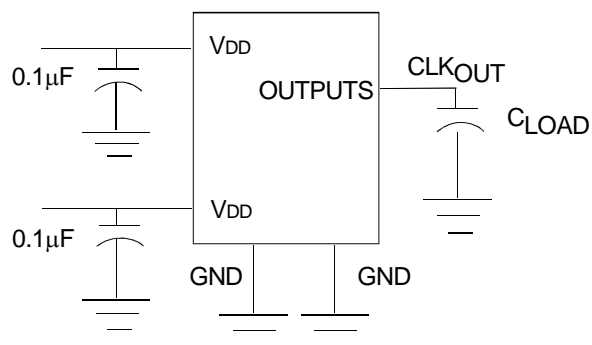 VDD
0.1μF
OUTPUTS
CLKOUT
CLOAD
VDD
0.1μF
GND
GND